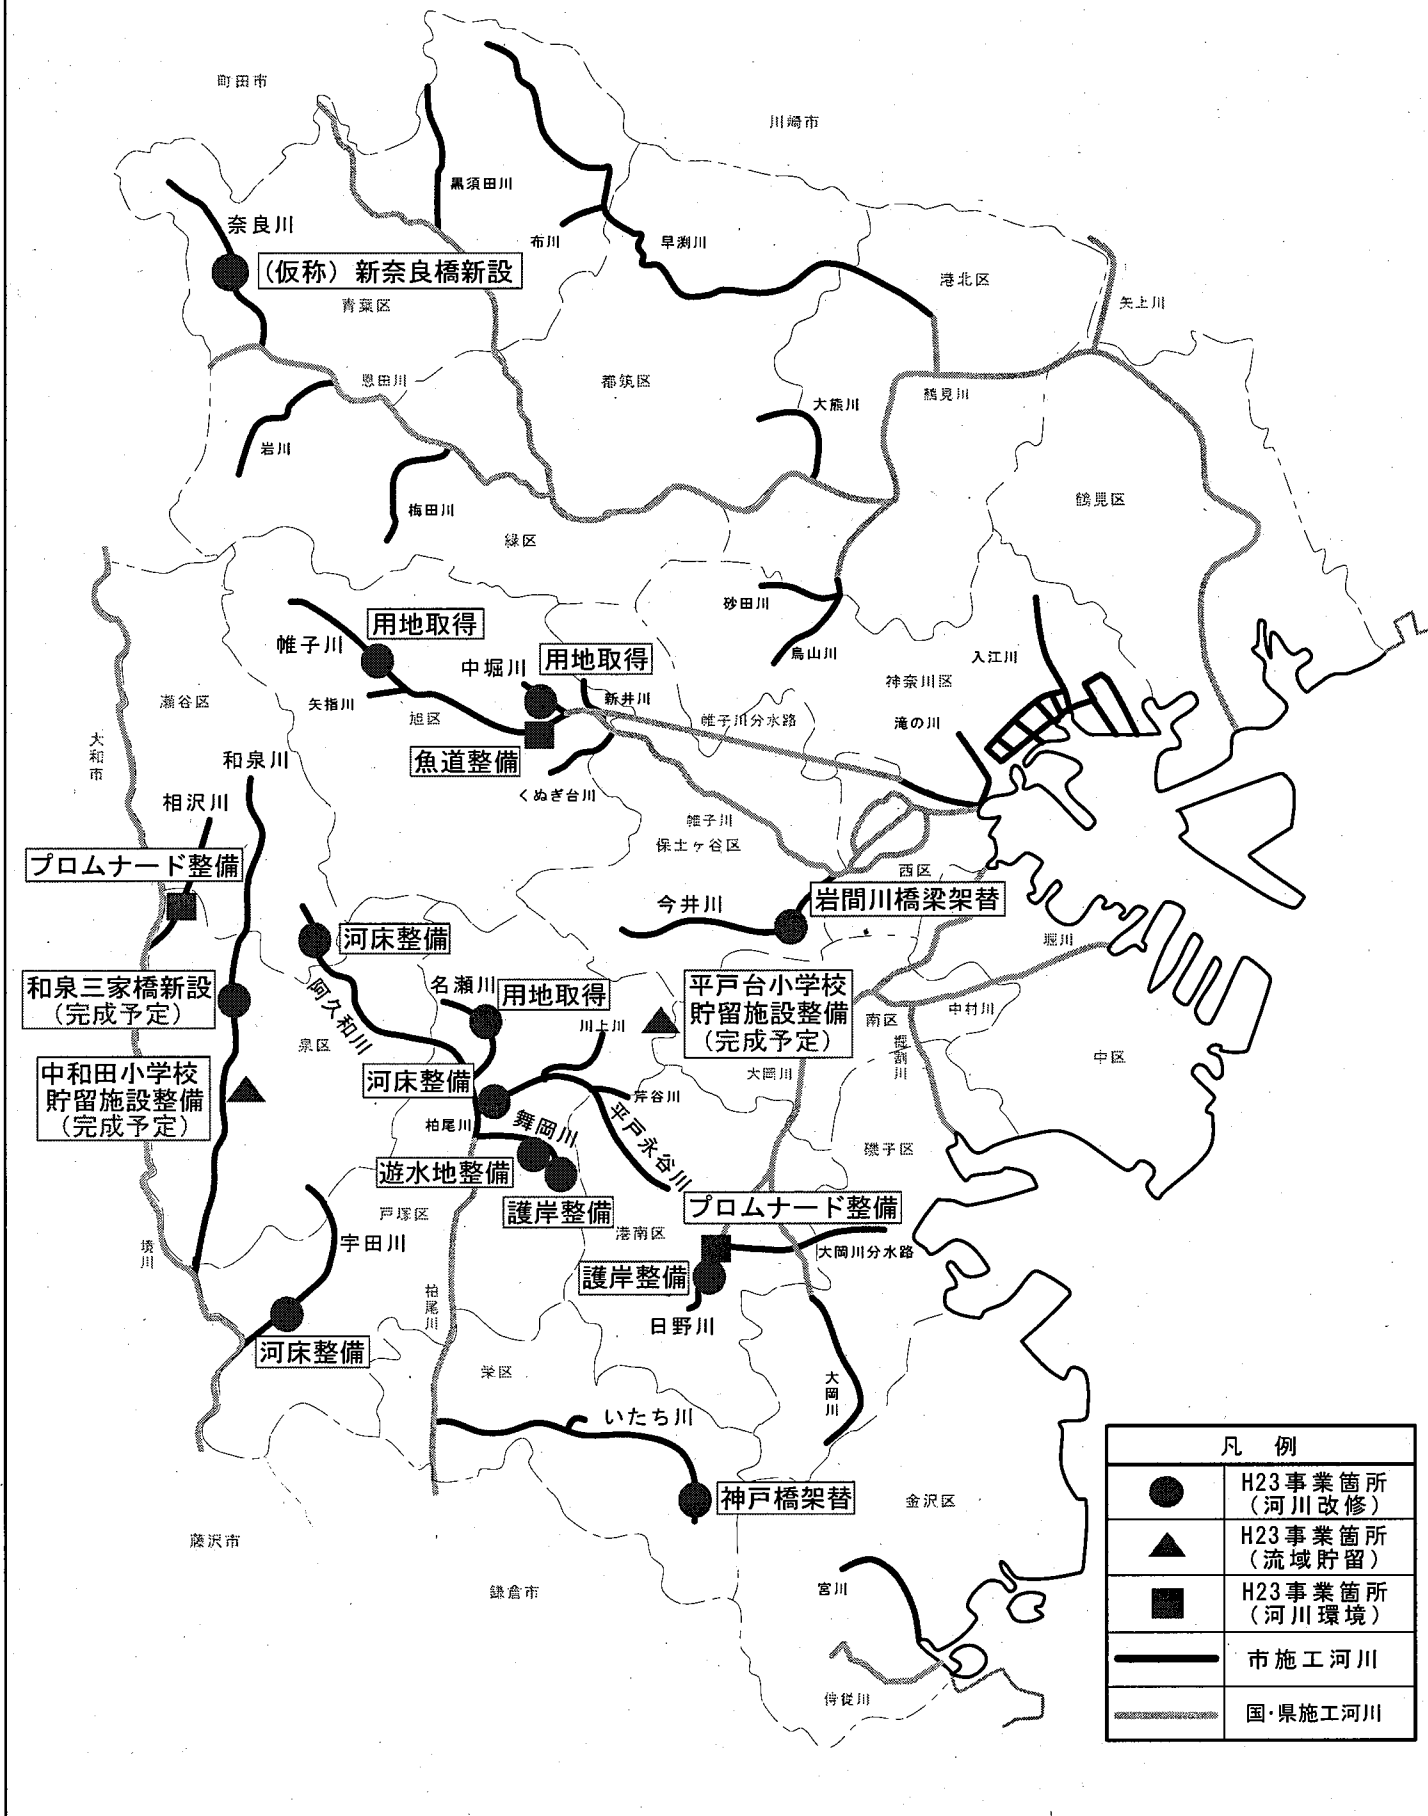 町田市
川崎市
黒須田川
奈良川
布川
早渕川
(仮称) 新奈良橋新設
港北区
矢上川
青葉区
恩田川
都筑区
大熊川
鶴見川
岩川
梅田川
緑区
鶴見区
砂田川
鳥山川
入江川
神奈川区
用地取得
帷子川
中堀川
用地取得
新井川
瀬谷区
矢指川
旭区
帷子川分水路
滝の川
大和市
魚道整備
和泉川
くぬぎ台川
相沢川
帷子川
保土ヶ谷区
プロムナード整備
西区
岩間川橋梁架替
今井川
河床整備
堀川
和泉三家橋新設
(完成予定)
阿久和川
名瀬川
用地取得
平戸台小学校
貯留施設整備
(完成予定)
川上川
南区
中村川
泉区
堀割川
中区
中和田小学校
貯留施設整備
(完成予定)
河床整備
大岡川
芹谷川
柏尾川
舞岡川
平戸永谷川
磯子区
遊水地整備
護岸整備
プロムナード整備
戸塚区
港南区
宇田川
境川
大岡川分水路
護岸整備
柏尾川
日野川
河床整備
栄区
大岡川
いたち川
神戸橋架替
金沢区
藤沢市
鎌倉市
宮川
侍従川
凡 例
H23事業箇所
(河川改修)
H23事業箇所
(流域貯留)
H23事業箇所
(河川環境)
市施工河川
国・県施工河川